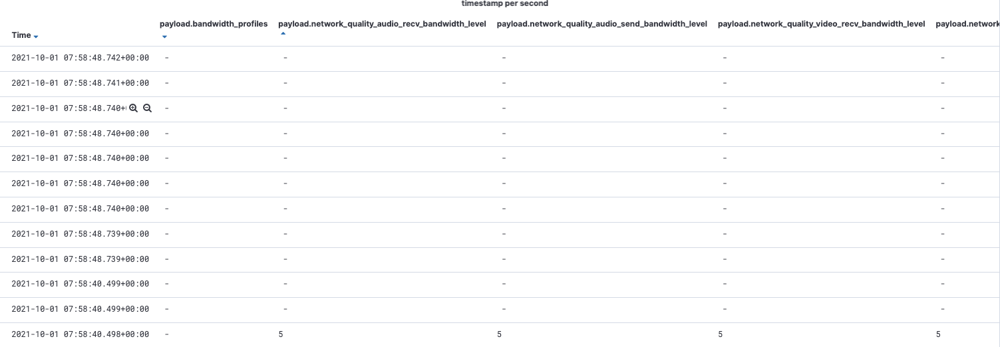 timestamp per second
Time payload.bandwidth_profiles payload.network_quality_audio_recv_bandwidth_level payload.network_quality_audio_send_bandwidth_level payload.network_quality_video_recv_bandwidth_level payload.network
2021-10-01 07:58:48.742+00:00 - - - - -
2021-10-01 07:58:48.741+00:00 - - - - -
2021-10-01 07:58:48.740+ - - - - -
2021-10-01 07:58:48.740+00:00 - - - - -
2021-10-01 07:58:48.740+00:00 - - - - -
2021-10-01 07:58:48.740+00:00 - - - - -
2021-10-01 07:58:48.740+00:00 - - - - -
2021-10-01 07:58:48.739+00:00 - - - - -
2021-10-01 07:58:48.739+00:00 - - - - -
2021-10-01 07:58:40.499+00:00 - - - - -
2021-10-01 07:58:40.499+00:00 - - - - -
2021-10-01 07:58:40.498+00:00 - 5 5 5 5